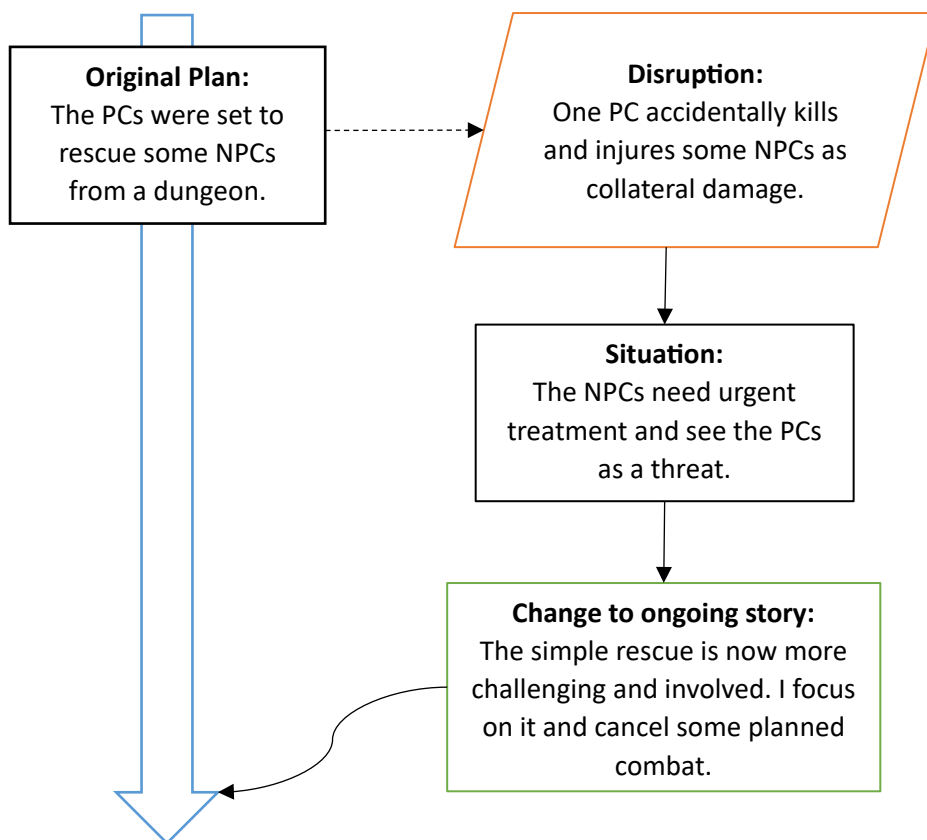 Original Plan:
The PCs were set to
rescue some NPCs
from a dungeon.
Disruption:
One PC accidentally kills
and injures some NPCs as
collateral damage.
Situation:
The NPCs need urgent
treatment and see the PCs
as a threat.
Change to ongoing story:
The simple rescue is now more
challenging and involved. I focus
on it and cancel some planned
combat.